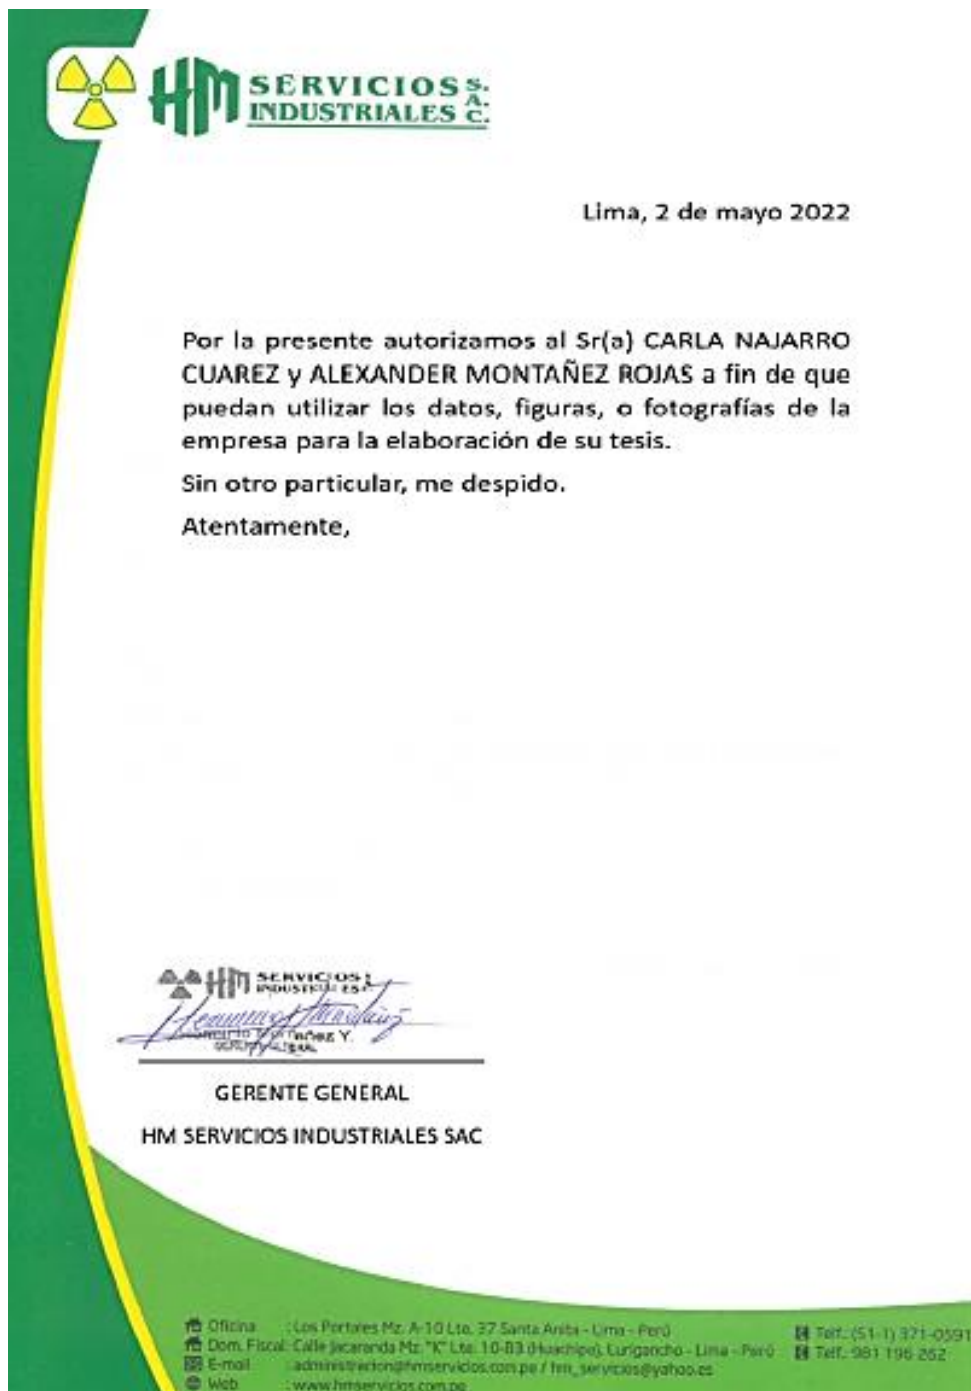 HM SERVICIOS S.A.C.
INDUSTRIALES
Lima, 2 de mayo 2022
Por la presente autorizamos al Sr(a) CARLA NAJARRO
CUAREZ y ALEXANDER MONTAÑEZ ROJAS a fin de que
puedan utilizar los datos, figuras, o fotografías de la
empresa para la elaboración de su tesis.
Sin otro particular, me despido.
Atentamente,
HM SERVICIOS
INDUSTRIALES
GERENTE GENERAL
HM SERVICIOS INDUSTRIALES SAC
Oficina : Los Portales Mz. A-10 Lte. 37 Santa Anita - Lima - Perú
Dom. Fiscal: Calle Jacaranda Mz. "K" Lte. 10-B3 (Huachipa), Lurigancho - Lima - Perú
E-mail : administracion@hmservicios.com.pe / hm_servicios@yahoo.es
Web : www.hmservicios.com.pe
Telf.: (51-1) 371-0591
Telf.: 981 196 262